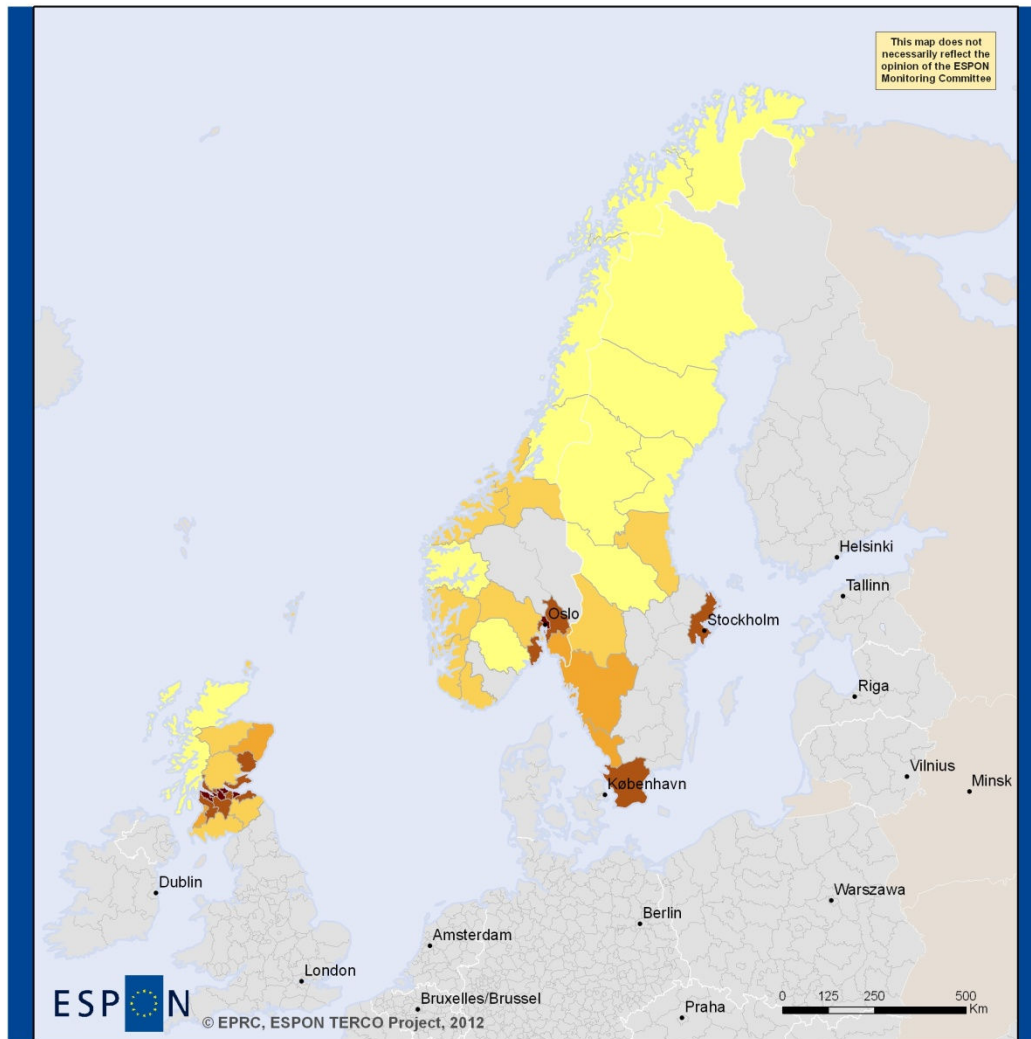 This map does not
necessarily reflect the
opinion of the ESPON
Monitoring Committee
Helsinki
Tallinn
Oslo
Stockholm
Riga
København
Vilnius
Minsk
Dublin
Warszawa
Berlin
Amsterdam
London
Bruxelles/Brussel
Praha
0 125 250 500
Km
ESPON
© EPRC, ESPON TERCO Project, 2012